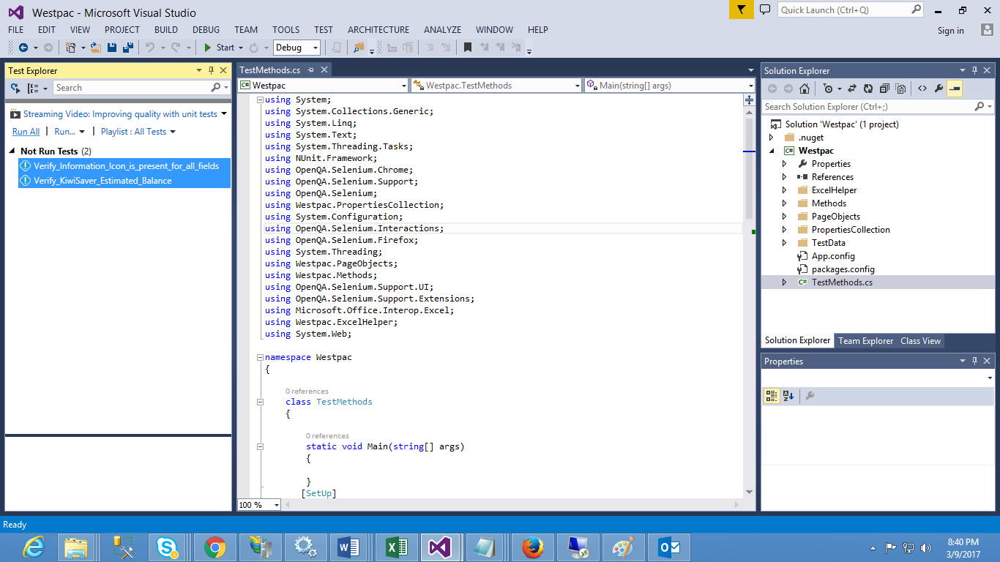 Westpac - Microsoft Visual Studio
Quick Launch (Ctrl+Q)
FILE EDIT VIEW PROJECT BUILD DEBUG TEAM TOOLS TEST ARCHITECTURE ANALYZE WINDOW HELP
Sign in
Start Debug
Test Explorer
Search
Streaming Video: Improving quality with unit tests
Run All | Run... | Playlist : All Tests
Not Run Tests (2)
Verify_Information_Icon_is_present_for_all_fields
Verify_KiwiSaver_Estimated_Balance
TestMethods.cs
C# Westpac Westpac.TestMethods Main(string[] args)
using System;
using System.Collections.Generic;
using System.Linq;
using System.Text;
using System.Threading.Tasks;
using NUnit.Framework;
using OpenQA.Selenium.Chrome;
using OpenQA.Selenium.Support;
using OpenQA.Selenium;
using Westpac.PropertiesCollection;
using System.Configuration;
using OpenQA.Selenium.Interactions;
using OpenQA.Selenium.Firefox;
using System.Threading;
using Westpac.PageObjects;
using Westpac.Methods;
using OpenQA.Selenium.Support.UI;
using OpenQA.Selenium.Support.Extensions;
using Microsoft.Office.Interop.Excel;
using Westpac.ExcelHelper;
using System.Web;
namespace Westpac
{
0 references
class TestMethods
{
0 references
static void Main(string[] args)
{
}
[SetUp]
100 %
Solution Explorer
Search Solution Explorer (Ctrl+;)
Solution 'Westpac' (1 project)
.nuget
C# Westpac
Properties
References
ExcelHelper
Methods
PageObjects
PropertiesCollection
TestData
App.config
packages.config
C# TestMethods.cs
Solution Explorer Team Explorer Class View
Properties
Ready
8:40 PM
3/9/2017